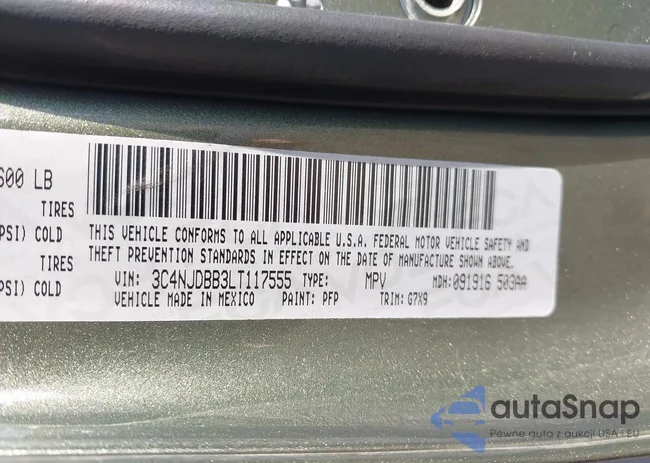 600 LB
TIRES
PSI) COLD
TIRES
PSI) COLD
THIS VEHICLE CONFORMS TO ALL APPLICABLE U.S.A. FEDERAL MOTOR VEHICLE SAFETY AND
THEFT PREVENTION STANDARDS IN EFFECT ON THE DATE OF MANUFACTURE SHOWN ABOVE.
VIN: 3C4NJDBB3LT117555 TYPE: MPV MDH: 091916 503AA
VEHICLE MADE IN MEXICO PAINT: PFP TRIM: G7X9
autaSnap
Pewne auta z aukcji USA i EU